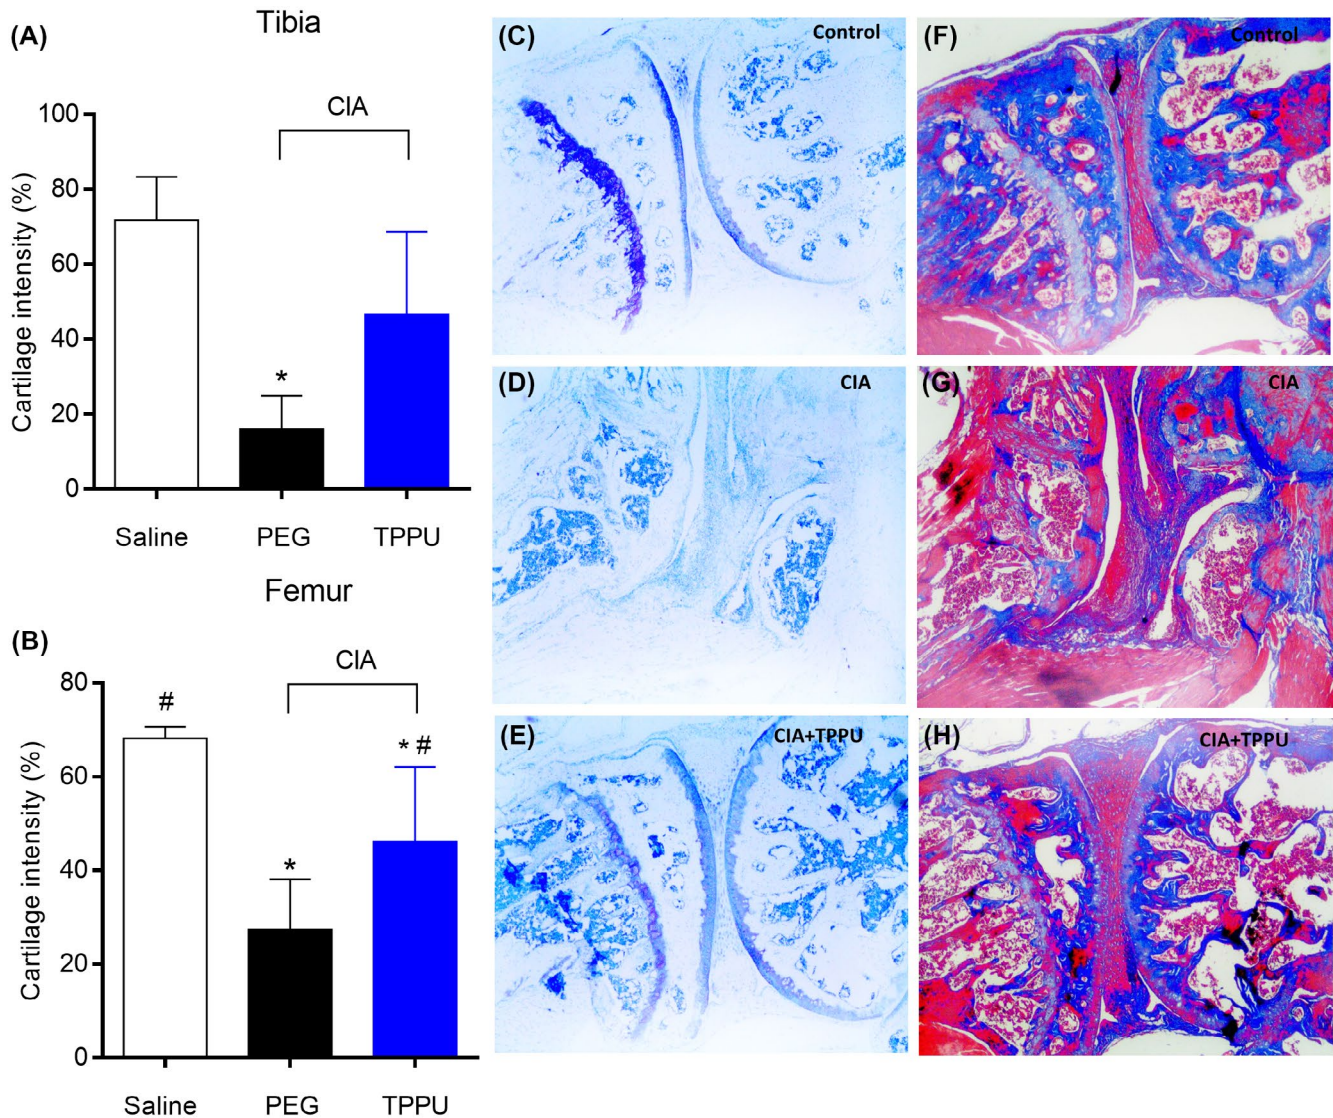 (A)
Tibia
CIA
Cartilage intensity (%)
100
80
60
40
20
0
*
Saline PEG TPPU
(B)
Femur
CIA
Cartilage intensity (%)
80
60
40
20
0
#
*
* #
Saline PEG TPPU
(C) Control
(D) CIA
(E) CIA+TPPU
(F) Control
(G) CIA
(H) CIA+TPPU